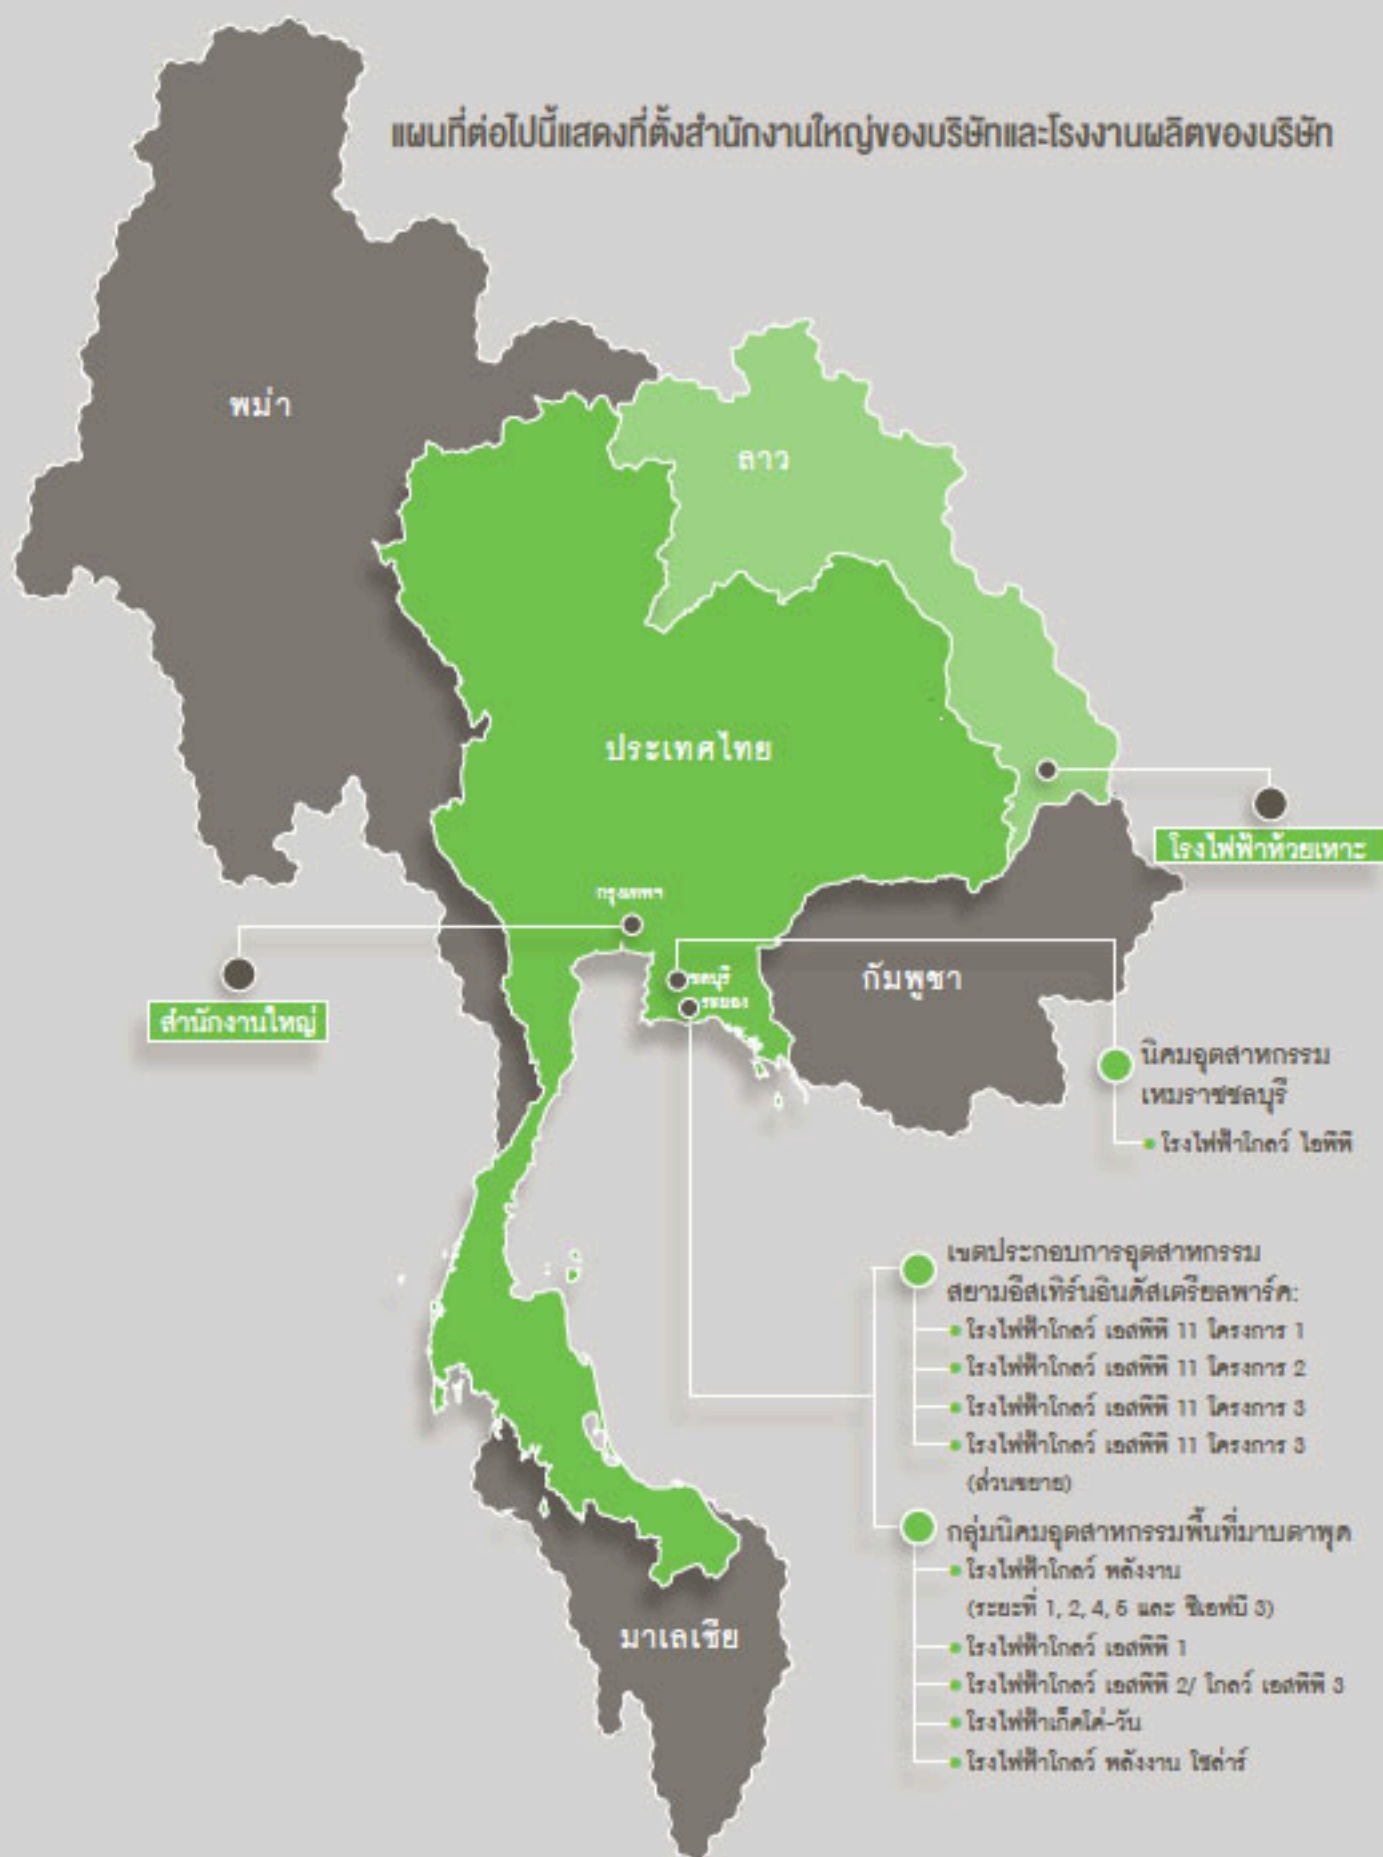 แผนที่ต่อไปนี้แสดงที่ตั้งสำนักงานใหญ่ของบริษัทและโรงงานผลิตของบริษัท
พม่า
ลาว
ประเทศไทย
โรงไฟฟ้าห้วยเหาะ
กรุงเทพฯ
สำนักงานใหญ่
ชลบุรี
ระยอง
กัมพูชา
นิคมอุตสาหกรรม
เหมราชชลบุรี
• โรงไฟฟ้าโกลว์ ไอพีพี
เขตประกอบการอุตสาหกรรม
สยามอีสเทิร์นอินดัสเตรียลพาร์ค:
• โรงไฟฟ้าโกลว์ เอสพีพี 11 โครงการ 1
• โรงไฟฟ้าโกลว์ เอสพีพี 11 โครงการ 2
• โรงไฟฟ้าโกลว์ เอสพีพี 11 โครงการ 3
• โรงไฟฟ้าโกลว์ เอสพีพี 11 โครงการ 3
(ส่วนขยาย)
กลุ่มนิคมอุตสาหกรรมพื้นที่มาบตาพุด
• โรงไฟฟ้าโกลว์ พลังงาน
(ระยะที่ 1, 2, 4, 5 และ ซีเอฟบี 3)
• โรงไฟฟ้าโกลว์ เอสพีพี 1
• โรงไฟฟ้าโกลว์ เอสพีพี 2/ โกลว์ เอสพีพี 3
• โรงไฟฟ้าเก็คโค่-วัน
• โรงไฟฟ้าโกลว์ พลังงาน โซล่าร์
มาเลเซีย